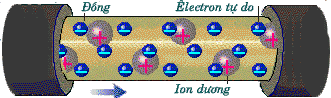 Đồng
Êlectron tự do
Ion dương